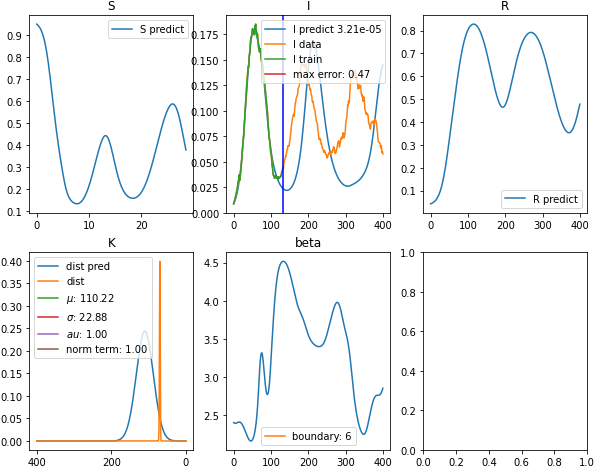 S
S predict
0.9
0.8
0.7
0.6
0.5
0.4
0.3
0.2
0.1
0 10 20
I
I predict 3.21e-05
I data
I train
max error: 0.47
0.175
0.150
0.125
0.100
0.075
0.050
0.025
0.000
0 100 200 300 400
R
R predict
0.8
0.7
0.6
0.5
0.4
0.3
0.2
0.1
0 100 200 300 400
K
dist pred
dist
μ: 110.22
σ: 22.88
au: 1.00
norm term: 1.00
0.40
0.35
0.30
0.25
0.20
0.15
0.10
0.05
0.00
400 200 0
beta
boundary: 6
4.5
4.0
3.5
3.0
2.5
0 100 200 300 400
1.0
0.8
0.6
0.4
0.2
0.0
0.0 0.2 0.4 0.6 0.8 1.0